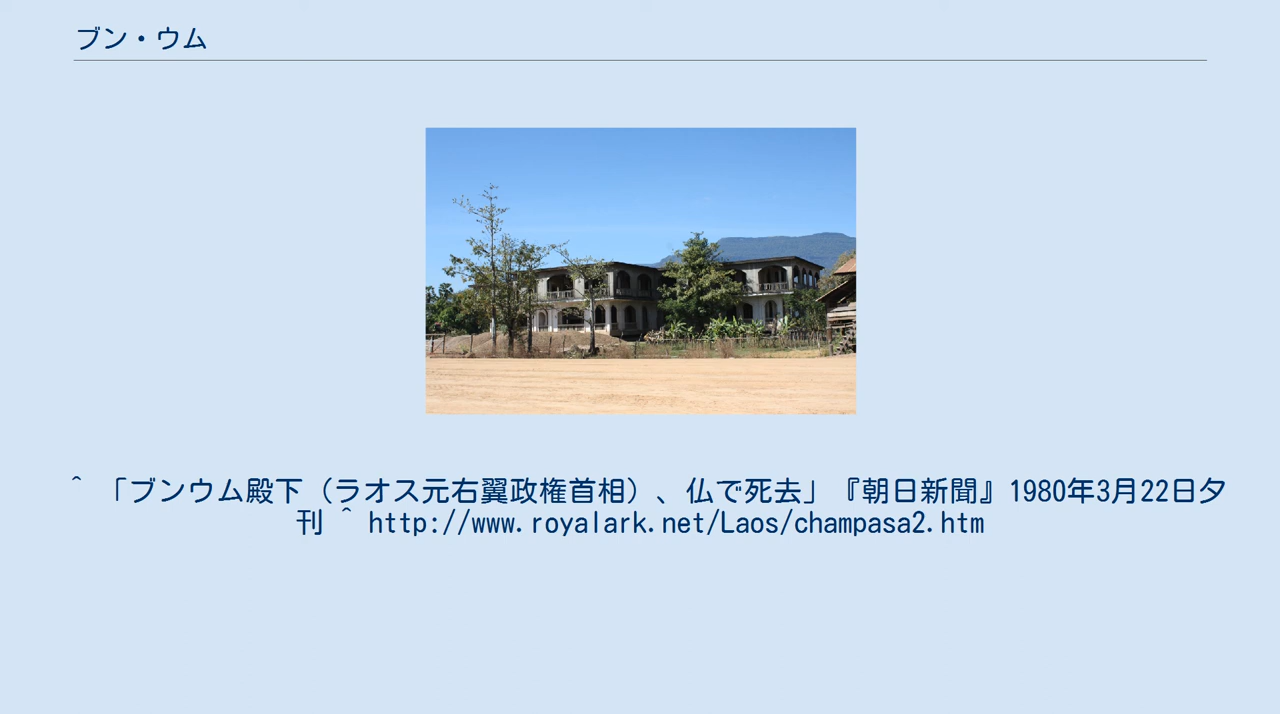 ブン・ウム
^ 「ブンウム殿下（ラオス元右翼政権首相）、仏で死去」『朝日新聞』1980年3月22日夕
刊 ^ http://www.royalark.net/Laos/champasa2.htm